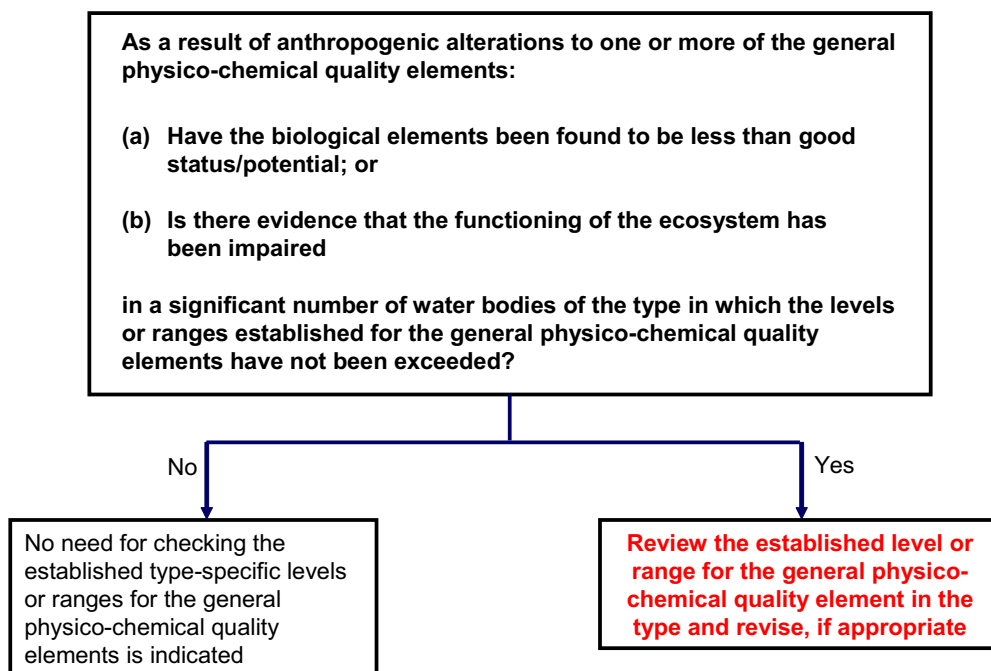 As a result of anthropogenic alterations to one or more of the general
physico-chemical quality elements:
(a) Have the biological elements been found to be less than good
status/potential; or
(b) Is there evidence that the functioning of the ecosystem has
been impaired
in a significant number of water bodies of the type in which the levels
or ranges established for the general physico-chemical quality
elements have not been exceeded?
No
Yes
No need for checking the
established type-specific levels
or ranges for the general
physico-chemical quality
elements is indicated
Review the established level or
range for the general physico-
chemical quality element in the
type and revise, if appropriate